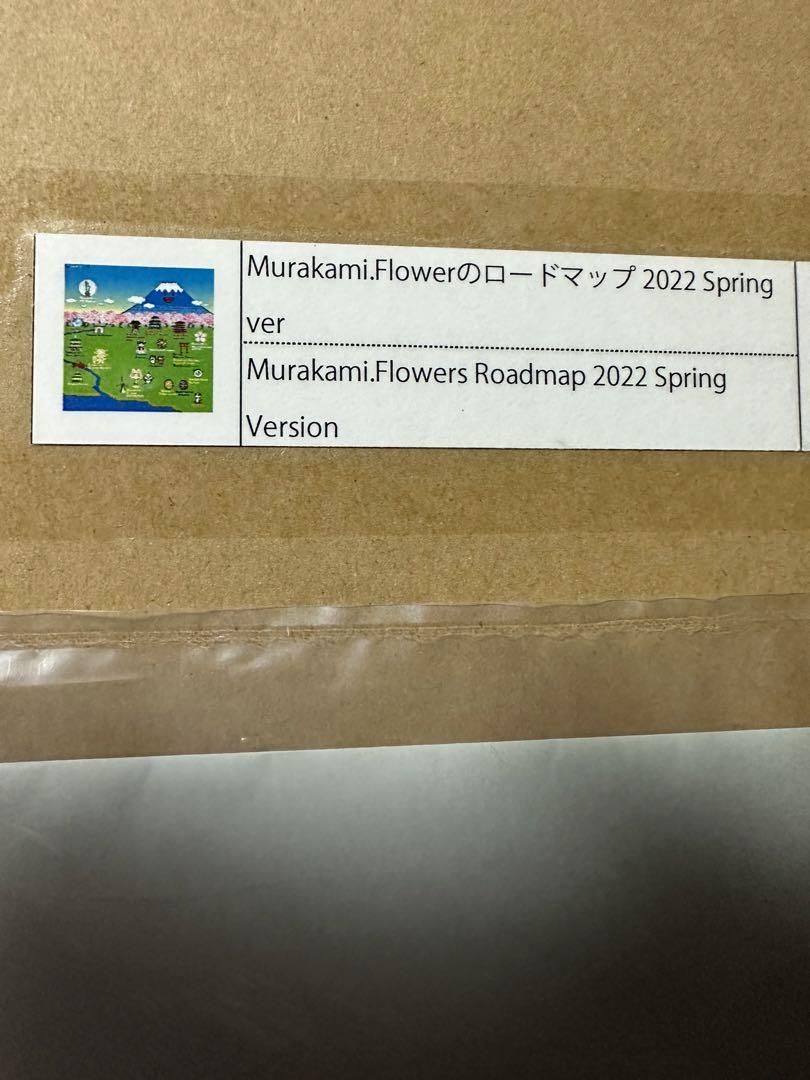 Murakami.Flowerのロードマップ 2022 Spring
ver
Murakami.Flowers Roadmap 2022 Spring
Version